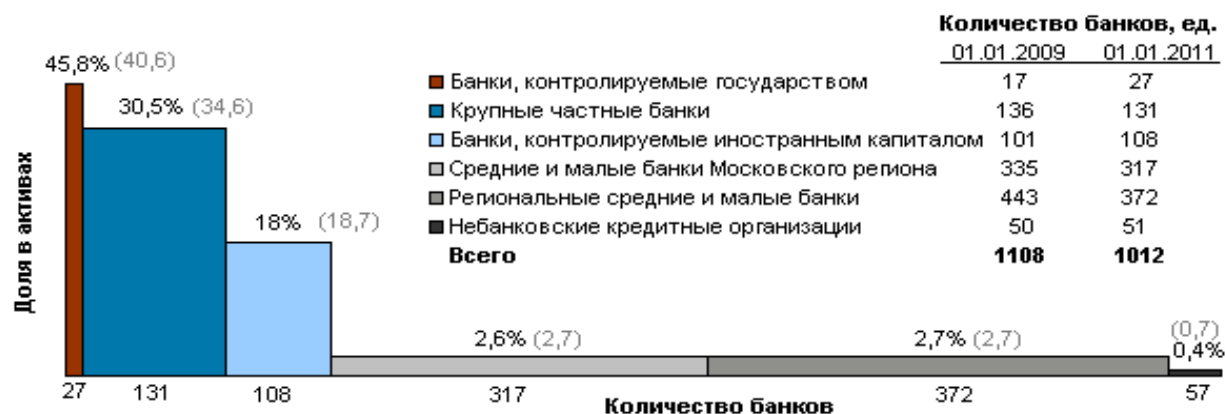 Количество банков, ед.
01.01.2009 01.01.2011
45,8% (40,6)
Банки, контролируемые государством 17 27
30,5% (34,6)
Крупные частные банки 136 131
Банки, контролируемые иностранным капиталом 101 108
Средние и малые банки Московского региона 335 317
Региональные средние и малые банки 443 372
18% (18,7)
Небанковские кредитные организации 50 51
Всего 1108 1012
Доля в активах
2,6% (2,7)
2,7% (2,7)
(0,7)
0,4%
27 131 108 317 372 57
Количество банков